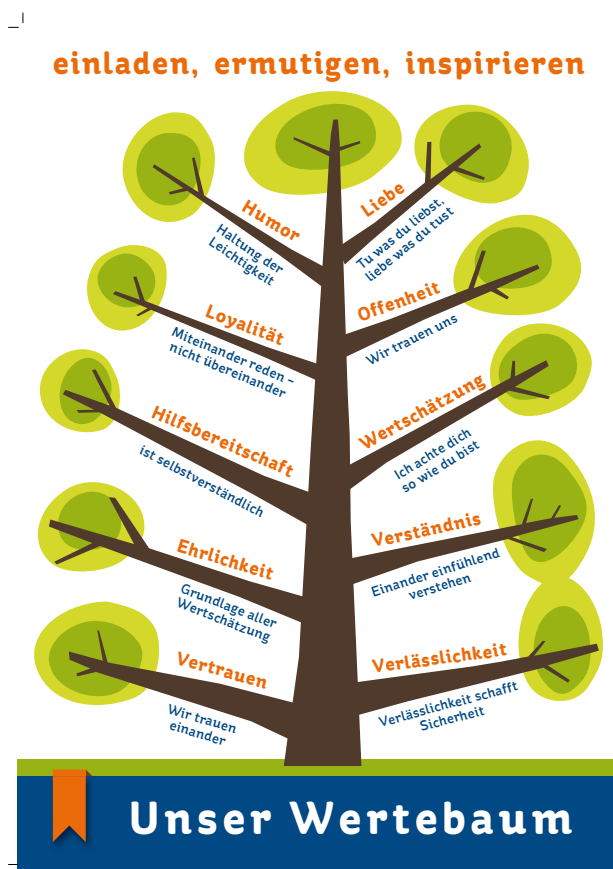 einladen, ermutigen, inspirieren
Humor
Haltung der
Leichtigkeit
Liebe
Tu was du liebst,
liebe was du tust
Loyalität
Miteinander reden –
nicht übereinander
Offenheit
Wir trauen uns
Hilfsbereitschaft
ist selbstverständlich
Wertschätzung
Ich achte dich
so wie du bist
Ehrlichkeit
Grundlage aller
Wertschätzung
Verständnis
Einander einfühlend
verstehen
Vertrauen
Wir trauen
einander
Verlässlichkeit
Verlässlichkeit schafft
Sicherheit
Unser Wertebaum